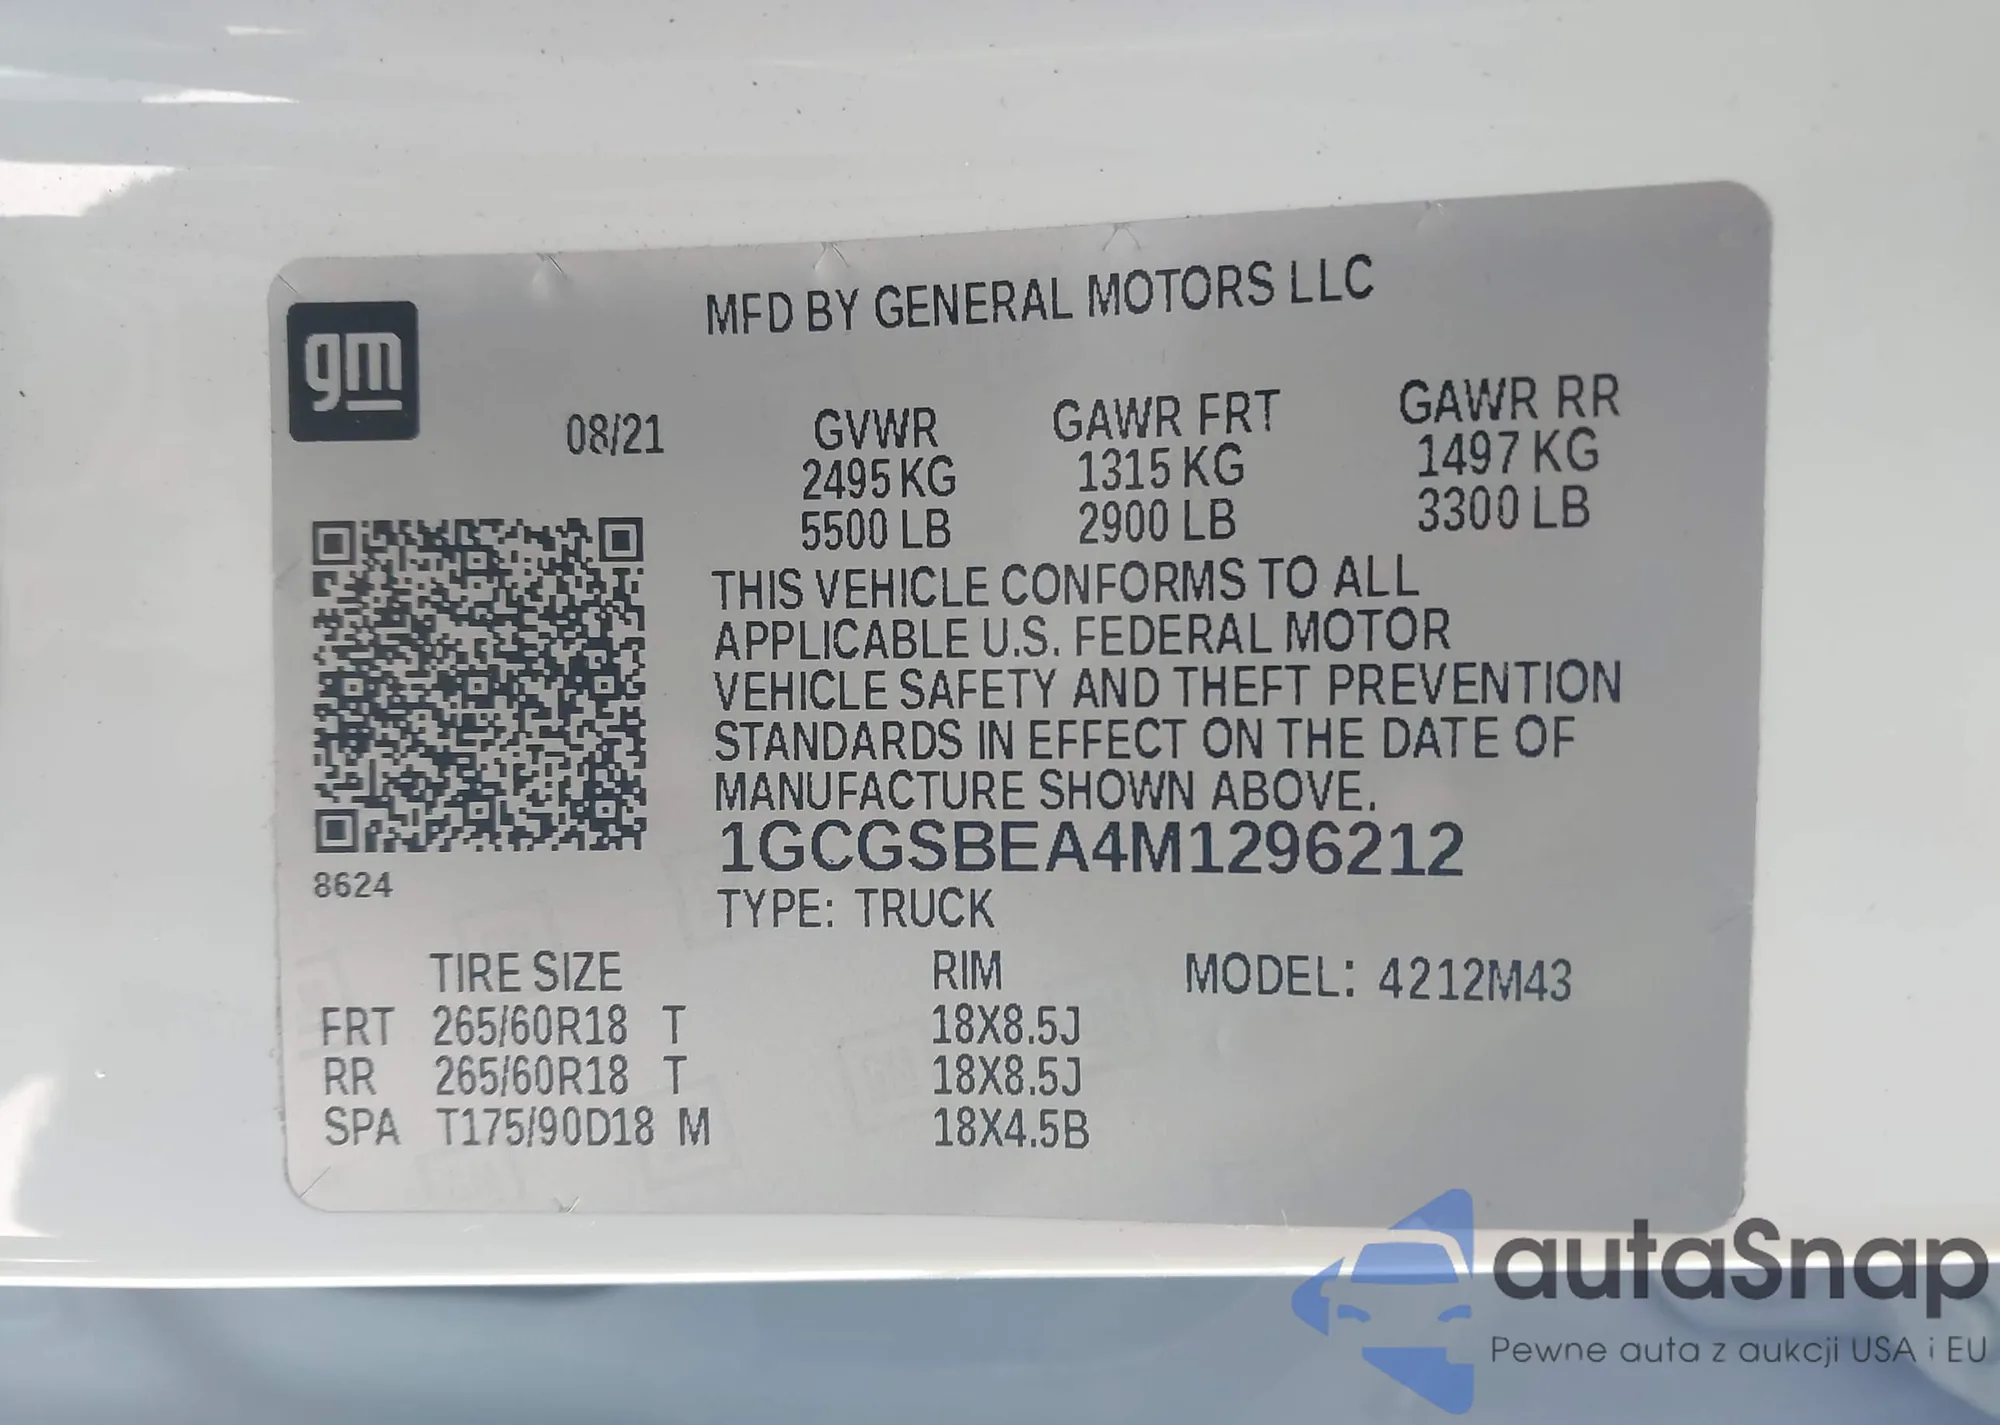 MFD BY GENERAL MOTORS LLC
gm
08/21
GVWR GAWR FRT GAWR RR
2495 KG 1315 KG 1497 KG
5500 LB 2900 LB 3300 LB
THIS VEHICLE CONFORMS TO ALL
APPLICABLE U.S. FEDERAL MOTOR
VEHICLE SAFETY AND THEFT PREVENTION
STANDARDS IN EFFECT ON THE DATE OF
MANUFACTURE SHOWN ABOVE.
1GCGSBEA4M1296212
8624
TYPE: TRUCK
TIRE SIZE RIM MODEL: 4212M43
FRT 265/60R18 T 18X8.5J
RR 265/60R18 T 18X8.5J
SPA T175/90D18 M 18X4.5B
autaSnap
Pewne auta z aukcji USA i EU